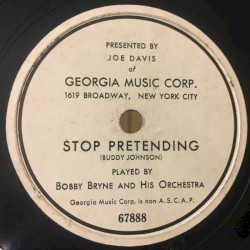 PRESENTED BY
JOE DAVIS
of
GEORGIA MUSIC CORP.
1619 BROADWAY, NEW YORK CITY
STOP PRETENDING
(BUDDY JOHNSON)
PLAYED BY
BOBBY BRYNE AND HIS ORCHESTRA
Georgia Music Corp. is non A. S. C. A. P.
67888